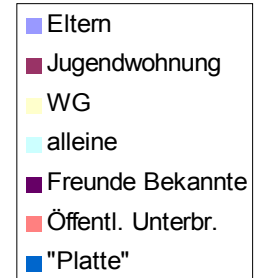 Eltern
Jugendwohnung
WG
alleine
Freunde Bekannte
Öffentl. Unterbr.
"Platte"